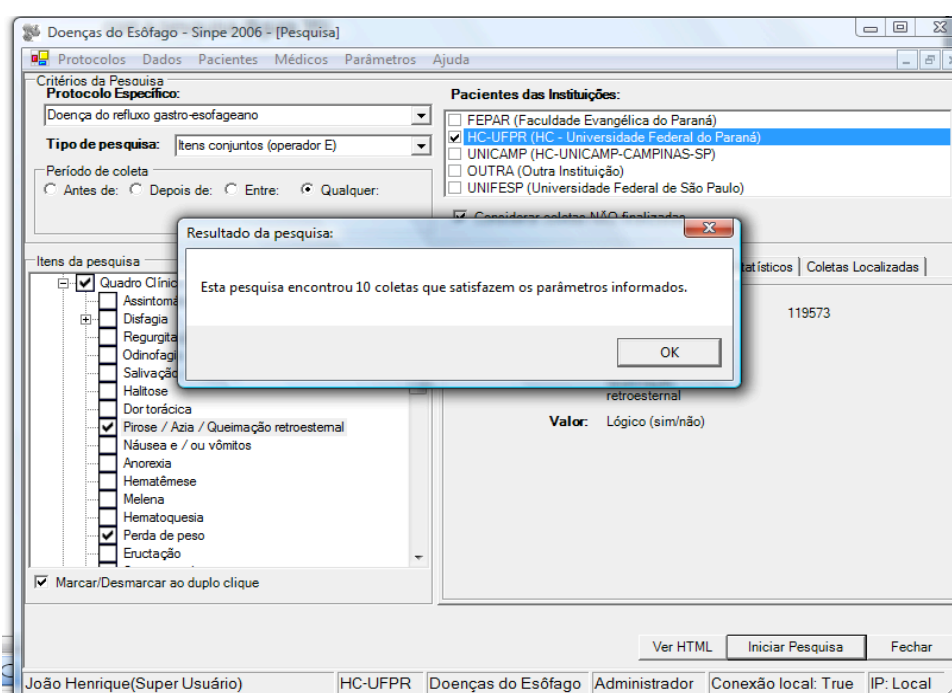 Doenças do Esôfago - Sinpe 2006 - [Pesquisa]
Protocolos Dados Pacientes Médicos Parâmetros Ajuda
Critérios da Pesquisa
Protocolo Específico:
Doença do refluxo gastro-esofageano
Tipo de pesquisa: Itens conjuntos (operador E)
Período de coleta
Antes de: Depois de: Entre: Qualquer:
Pacientes das Instituições:
FEPAR (Faculdade Evangélica do Paraná)
HC-UFPR (HC - Universidade Federal do Paraná)
UNICAMP (HC-UNICAMP-CAMPINAS-SP)
OUTRA (Outra Instituição)
UNIFESP (Universidade Federal de São Paulo)
Considerar coletas NÃO finalizadas
Resultado da pesquisa:
Esta pesquisa encontrou 10 coletas que satisfazem os parâmetros informados.
OK
Itens da pesquisa
Quadro Clínic
Assintomá
Disfagia
Regurgita
Odinofagi
Salivação
Halitose
Dor torácica
Pirose / Azia / Queimação retroesternal
Náusea e / ou vômitos
Anorexia
Hematêmese
Melena
Hematoquesia
Perda de peso
Eructação
Marcar/Desmarcar ao duplo clique
tatísticos Coletas Localizadas
119573
retroesternal
Valor: Lógico (sim/não)
Ver HTML Iniciar Pesquisa Fechar
João Henrique(Super Usuário) HC-UFPR Doenças do Esôfago Administrador Conexão local: True IP: Local